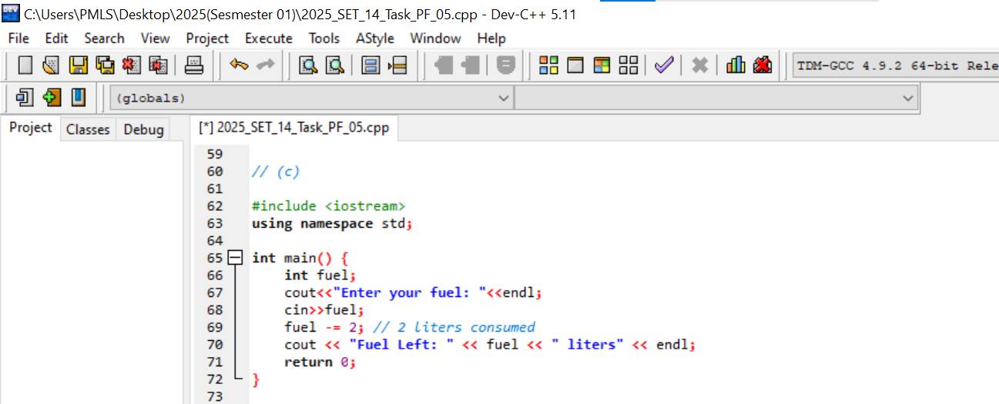 C:\Users\PMLS\Desktop\2025(Sesmester 01)\2025_SET_14_Task_PF_05.cpp - Dev-C++ 5.11
File Edit Search View Project Execute Tools AStyle Window Help
TDM-GCC 4.9.2 64-bit Rele
(globals)
Project Classes Debug [*] 2025_SET_14_Task_PF_05.cpp
59
60 // (c)
61
62 #include <iostream>
63 using namespace std;
64
65 int main() {
66 int fuel;
67 cout<<"Enter your fuel: "<<endl;
68 cin>>fuel;
69 fuel -= 2; // 2 liters consumed
70 cout << "Fuel Left: " << fuel << " liters" << endl;
71 return 0;
72 }
73